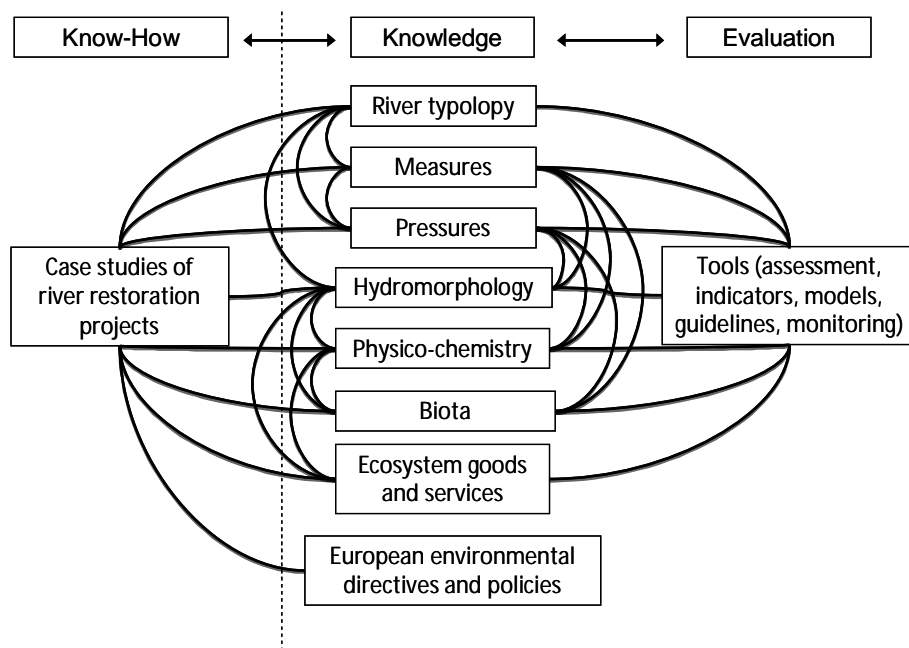 Know-How
Knowledge
Evaluation
River typolopy
Measures
Pressures
Hydromorphology
Physico-chemistry
Biota
Ecosystem goods
and services
European environmental
directives and policies
Case studies of
river restoration
projects
Tools (assessment,
indicators, models,
guidelines, monitoring)